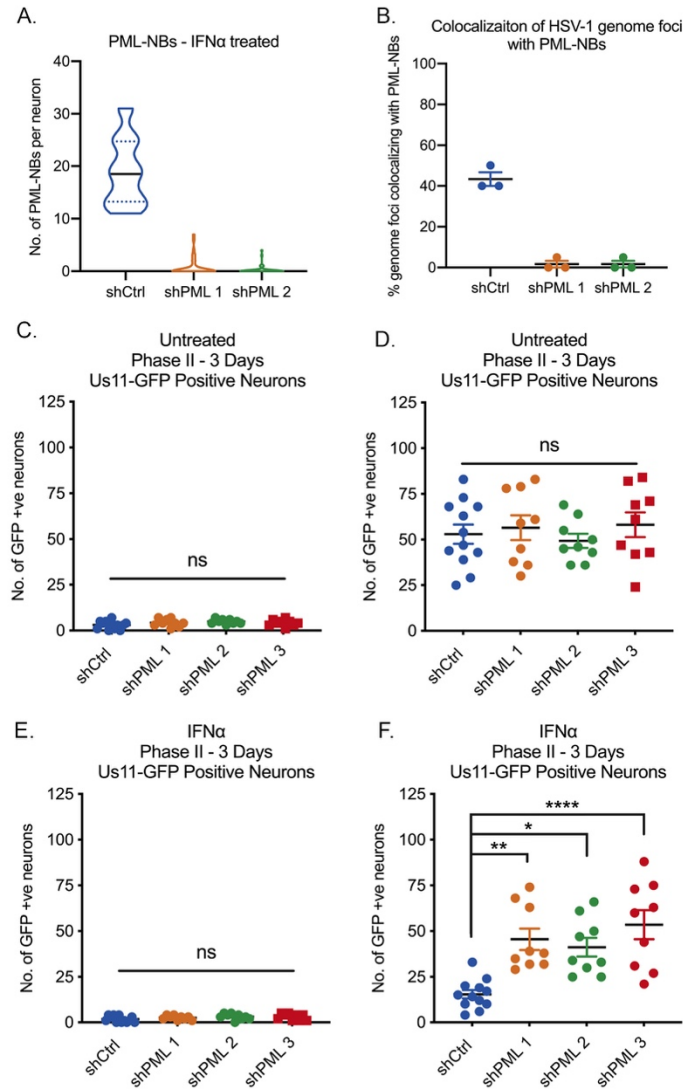 A.
PML-NBs - IFNα treated
No. of PML-NBs per neuron
40
30
20
10
0
shCtrl
shPML 1
shPML 2
B.
Colocalizaiton of HSV-1 genome foci
with PML-NBs
% genome foci colocalizing with PML-NBs
100
80
60
40
20
0
shCtrl
shPML 1
shPML 2
C.
Untreated
Phase II - 3 Days
Us11-GFP Positive Neurons
No. of GFP +ve neurons
125
100
75
50
25
0
ns
shCtrl
shPML 1
shPML 2
shPML 3
D.
Untreated
Phase II - 3 Days
Us11-GFP Positive Neurons
No. of GFP +ve neurons
125
100
75
50
25
0
ns
shCtrl
shPML 1
shPML 2
shPML 3
E.
IFNα
Phase II - 3 Days
Us11-GFP Positive Neurons
No. of GFP +ve neurons
125
100
75
50
25
0
ns
shCtrl
shPML 1
shPML 2
shPML 3
F.
IFNα
Phase II - 3 Days
Us11-GFP Positive Neurons
No. of GFP +ve neurons
125
100
75
50
25
0
****
*
**
shCtrl
shPML 1
shPML 2
shPML 3